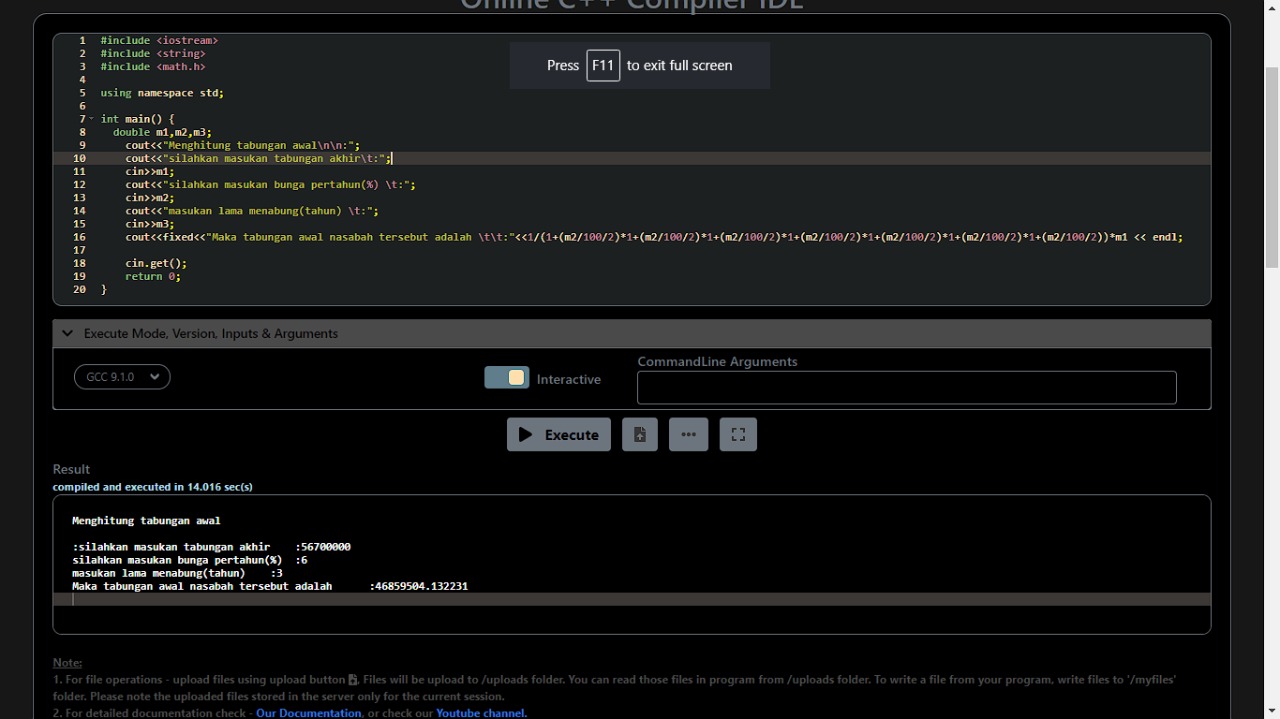 Online C++ Compiler IDE
Press F11 to exit full screen
1 #include <iostream>
2 #include <string>
3 #include <math.h>
4
5 using namespace std;
6
7 int main() {
8 double m1,m2,m3;
9 cout<<"Menghitung tabungan awal\n\n:";
10 cout<<"silahkan masukan tabungan akhir\t:";
11 cin>>m1;
12 cout<<"silahkan masukan bunga pertahun(%) \t:";
13 cin>>m2;
14 cout<<"masukan lama menabung(tahun) \t:";
15 cin>>m3;
16 cout<<fixed<<"Maka tabungan awal nasabah tersebut adalah \t\t:"<<1/(1+(m2/100/2)*1+(m2/100/2)*1+(m2/100/2)*1+(m2/100/2)*1+(m2/100/2)*1+(m2/100/2)*1+(m2/100/2))*m1 << endl;
17
18 cin.get();
19 return 0;
20 }
Execute Mode, Version, Inputs & Arguments
CommandLine Arguments
GCC 9.1.0
Interactive
Execute
Result
compiled and executed in 14.016 sec(s)
Menghitung tabungan awal
:silahkan masukan tabungan akhir :56700000
silahkan masukan bunga pertahun(%) :6
masukan lama menabung(tahun) :3
Maka tabungan awal nasabah tersebut adalah :46859504.132231
Note:
1. For file operations - upload files using upload button , Files will be upload to /uploads folder. You can read those files in program from /uploads folder. To write a file from your program, write files to '/myfiles'
folder. Please note the uploaded files stored in the server only for the current session.
2. For detailed documentation check - Our Documentation, or check our Youtube channel.